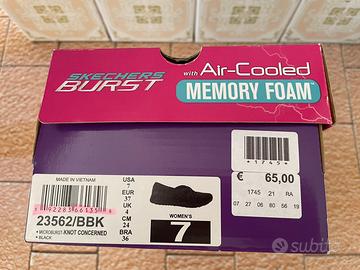 SKECHERS
BURST
with Air-Cooled
MEMORY FOAM
MADE IN VIETNAM
23562/BBK
MICROBURST-KNOT CONCERNED
BLACK
USA
7
EUR
37
UK
4
CM
24
BRA
36
WOMEN'S
7
1745
€ 65,00
1745 21 RA
07 27 06 80 56 19
subito